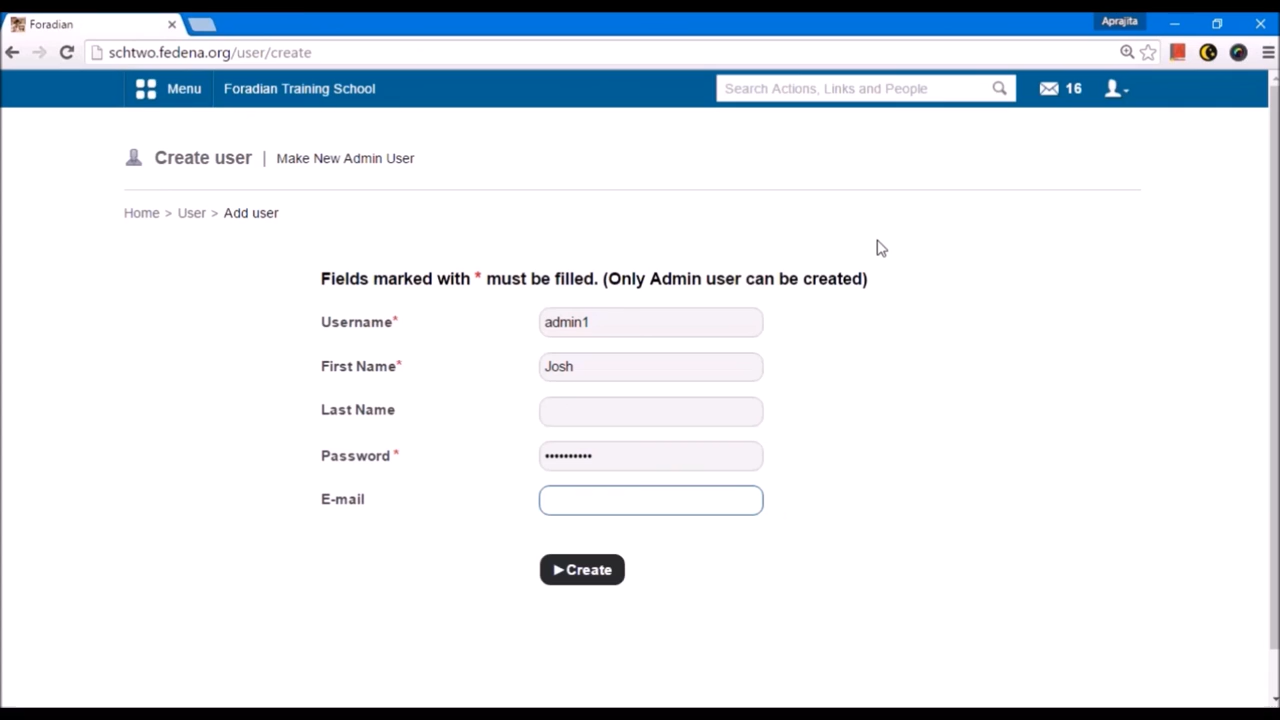 Foradian
Aprajita
schtwo.fedena.org/user/create
Menu
Foradian Training School
Search Actions, Links and People
16
Create user | Make New Admin User
Home > User > Add user
Fields marked with * must be filled. (Only Admin user can be created)
Username* admin1
First Name* Josh
Last Name
Password * ••••••••••
E-mail
►Create